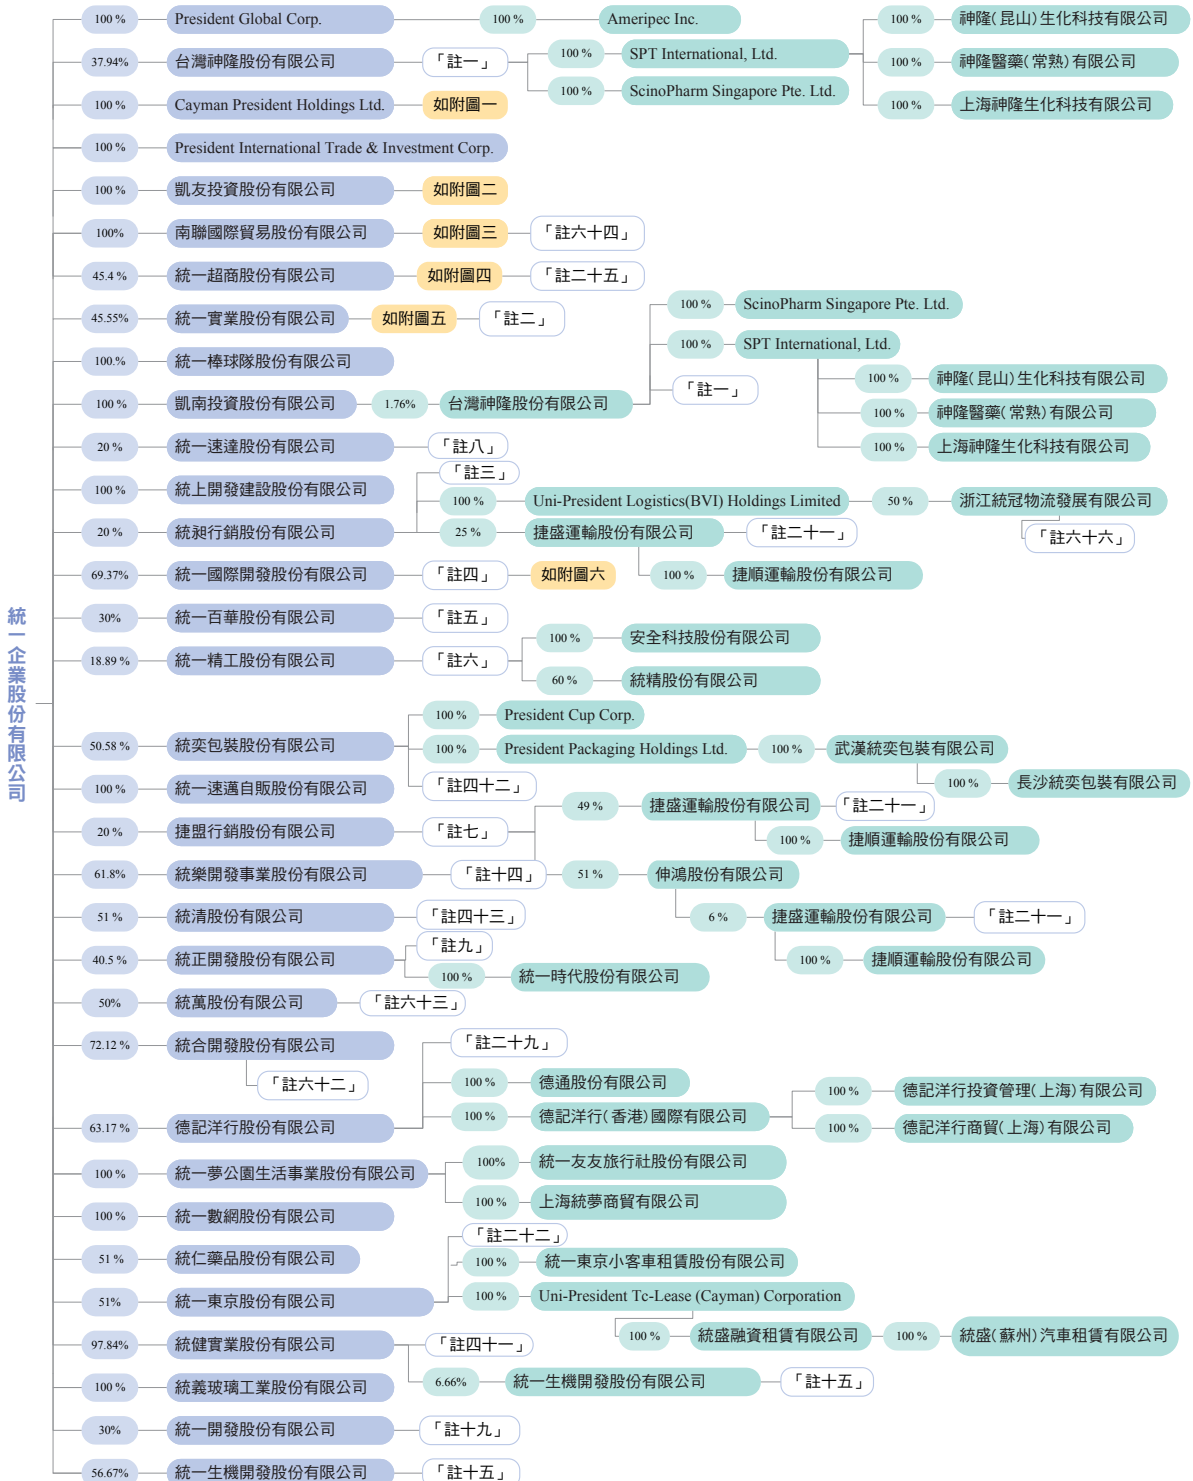 統一企業股份有限公司
100 % President Global Corp. 100 % Ameripec Inc.
37.94% 台灣神隆股份有限公司 「註一」
100 % SPT International, Ltd.
100 % 神隆(昆山)生化科技有限公司
100 % 神隆醫藥(常熟)有限公司
100 % 上海神隆生化科技有限公司
100 % ScinoPharm Singapore Pte. Ltd.
100 % Cayman President Holdings Ltd. 如附圖一
100 % President International Trade & Investment Corp.
100 % 凱友投資股份有限公司 如附圖二
100% 南聯國際貿易股份有限公司 如附圖三 「註六十四」
45.4 % 統一超商股份有限公司 如附圖四 「註二十五」
45.55% 統一實業股份有限公司 如附圖五 「註二」
100.% 統一棒球隊股份有限公司
100 % 凱南投資股份有限公司 1.76% 台灣神隆股份有限公司
100 % ScinoPharm Singapore Pte. Ltd.
100 % SPT International, Ltd.
「註一」
100 % 神隆(昆山)生化科技有限公司
100 % 神隆醫藥(常熟)有限公司
100 % 上海神隆生化科技有限公司
20 % 統一速達股份有限公司 「註八」
100 % 統上開發建設股份有限公司
20 % 統昶行銷股份有限公司
「註三」
100 % Uni-President Logistics(BVI) Holdings Limited 50 % 浙江統冠物流發展有限公司
「註六十六」
25 % 捷盛運輸股份有限公司 「註二十一」
100 % 捷順運輸股份有限公司
69.37% 統一國際開發股份有限公司 「註四」 如附圖六
30% 統一百華股份有限公司 「註五」
18.89 % 統一精工股份有限公司 「註六」
100 % 安全科技股份有限公司
60 % 統精股份有限公司
50.58 % 統奕包裝股份有限公司
100 % President Cup Corp.
100 % President Packaging Holdings Ltd. 100 % 武漢統奕包裝有限公司
100 % 長沙統奕包裝有限公司
「註四十二」
100 % 統一速邁自販股份有限公司
20 % 捷盟行銷股份有限公司 「註七」
49 % 捷盛運輸股份有限公司 「註二十一」
100 % 捷順運輸股份有限公司
51 % 伸鴻股份有限公司
6 % 捷盛運輸股份有限公司 「註二十一」
100 % 捷順運輸股份有限公司
61.8% 統樂開發事業股份有限公司 「註十四」
51 % 統清股份有限公司 「註四十三」
40.5 % 統正開發股份有限公司
「註九」
100 % 統一時代股份有限公司
50% 統萬股份有限公司 「註六十三」
72.12 % 統合開發股份有限公司
「註六十二」
63.17 % 德記洋行股份有限公司
「註二十九」
100 % 德通股份有限公司
100 % 德記洋行(香港)國際有限公司
100 % 德記洋行投資管理(上海)有限公司
100 % 德記洋行商貿(上海)有限公司
100 % 統一夢公園生活事業股份有限公司
100% 統一友友旅行社股份有限公司
100 % 上海統夢商貿有限公司
100 % 統一數網股份有限公司
51 % 統仁藥品股份有限公司
51% 統一東京股份有限公司
「註二十二」
100 % 統一東京小客車租賃股份有限公司
100 % Uni-President Tc-Lease (Cayman) Corporation
100 % 統盛融資租賃有限公司 100 % 統盛(蘇州)汽車租賃有限公司
97.84% 統健實業股份有限公司 「註四十一」
6.66% 統一生機開發股份有限公司 「註十五」
100 % 統義玻璃工業股份有限公司
30% 統一開發股份有限公司 「註十九」
56.67% 統一生機開發股份有限公司 「註十五」